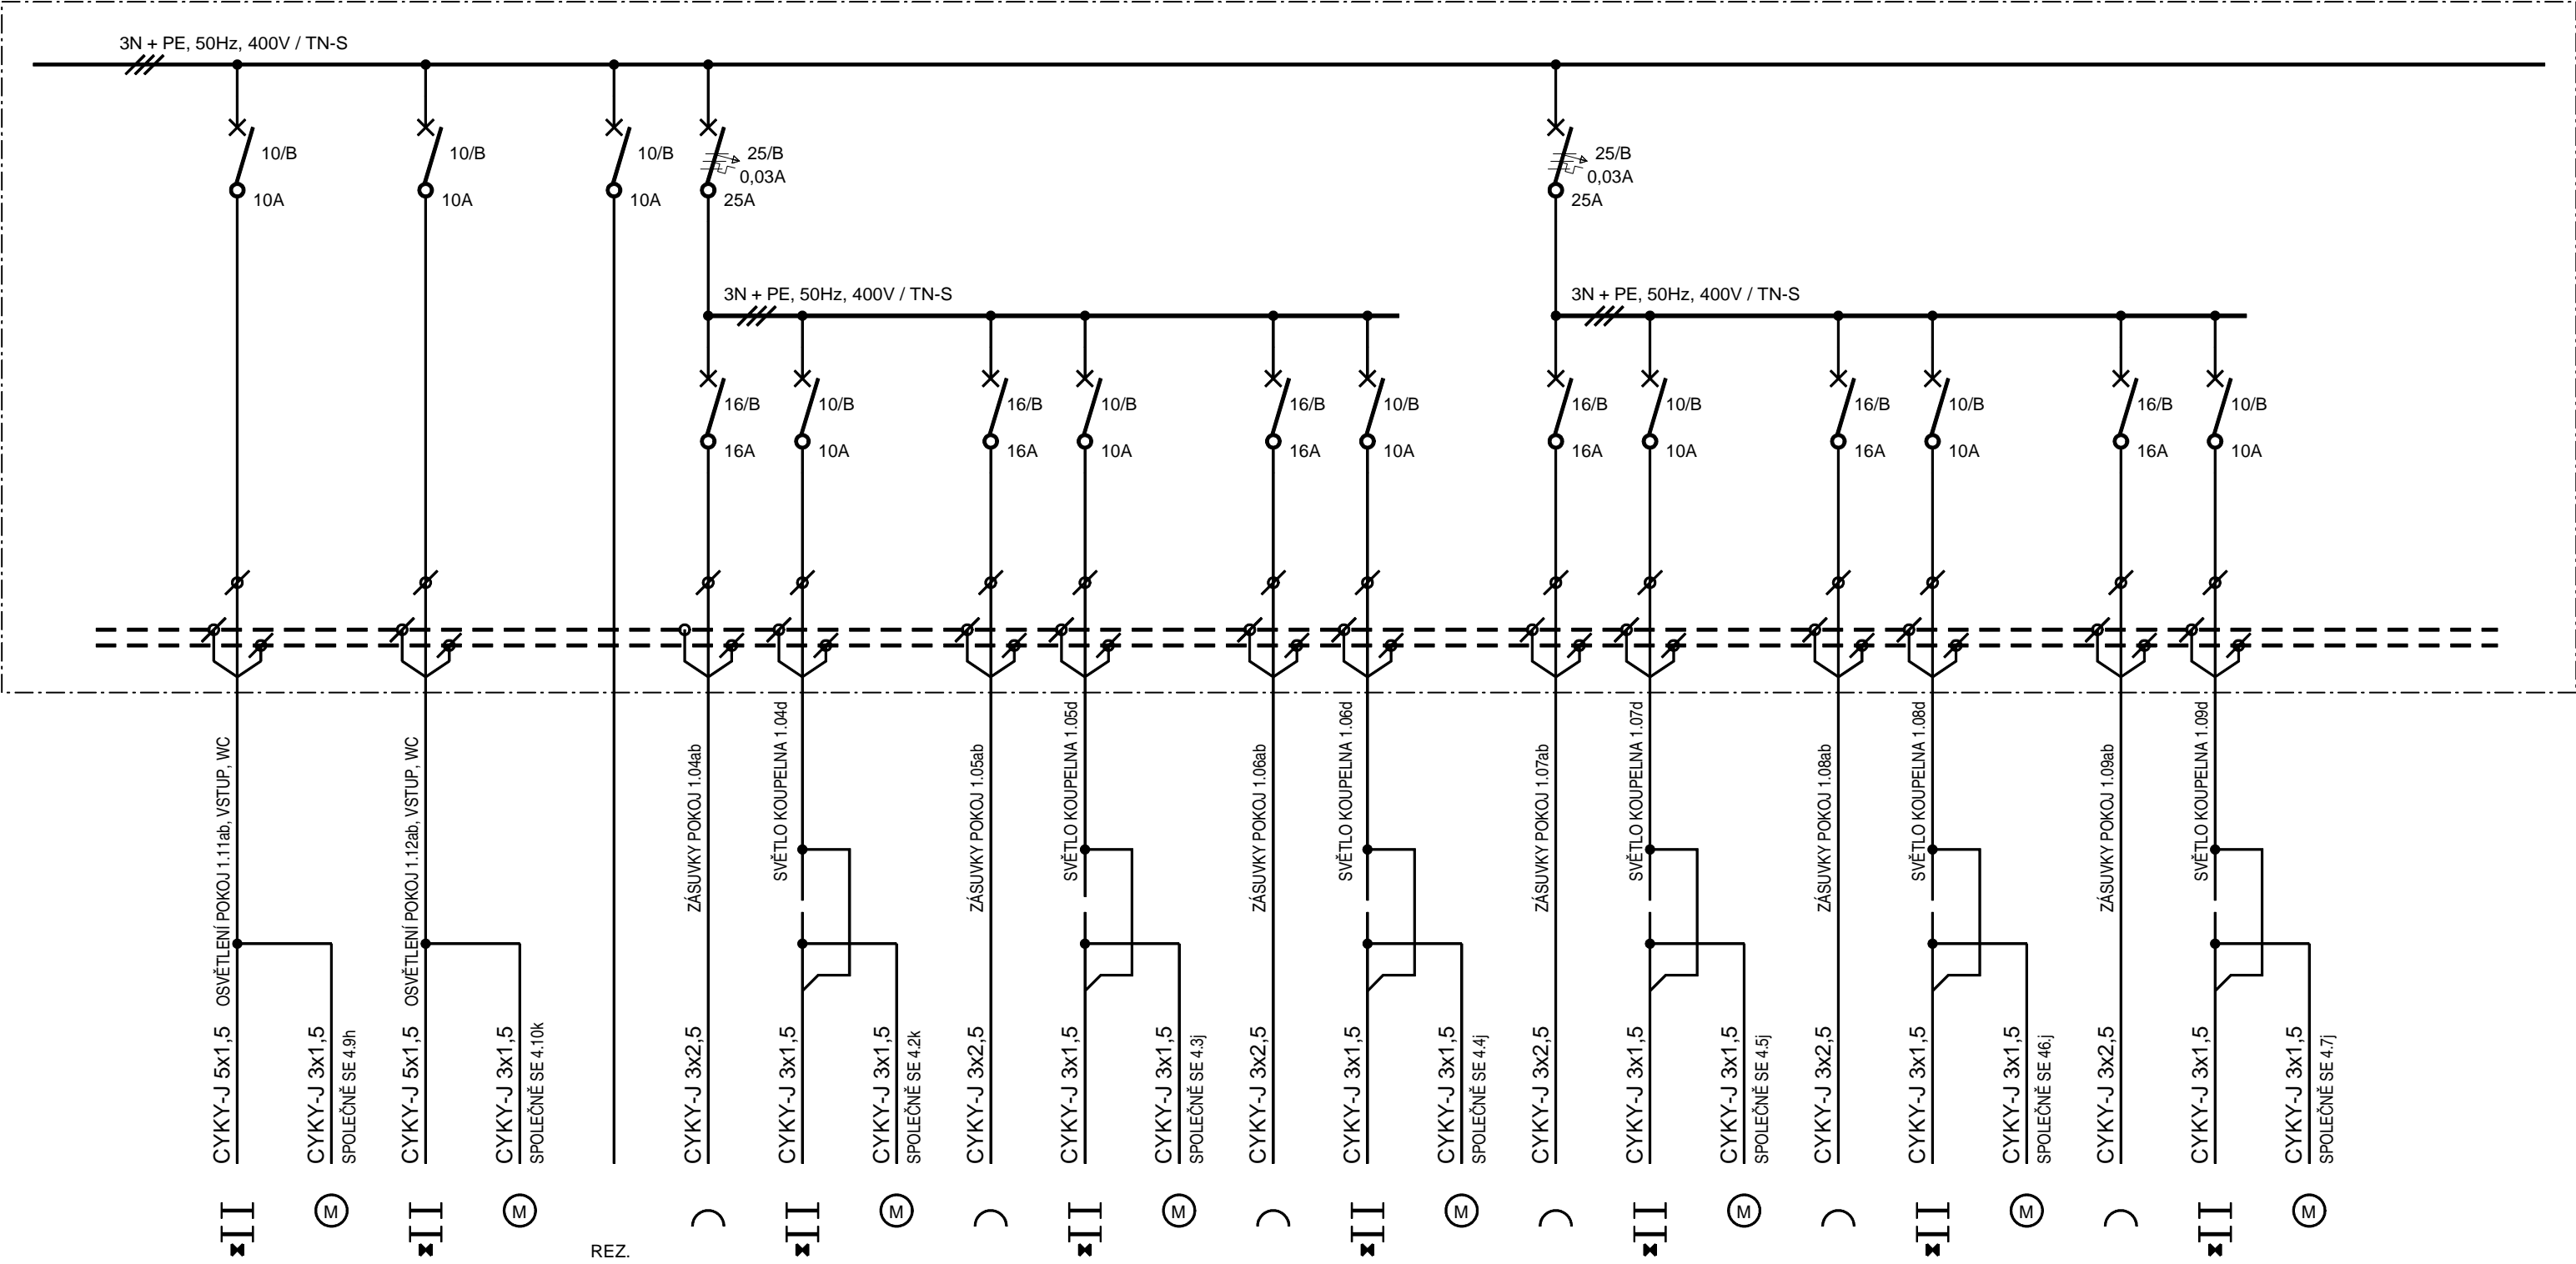 3N + PE, 50Hz, 400V / TN-S
10/B
10A
10/B
10A
10/B
10A
25/B
0,03A
25A
25/B
0,03A
25A
3N + PE, 50Hz, 400V / TN-S
3N + PE, 50Hz, 400V / TN-S
16/B
16A
10/B
10A
16/B
16A
10/B
10A
16/B
16A
10/B
10A
16/B
16A
10/B
10A
16/B
16A
10/B
10A
16/B
16A
10/B
10A
CYKY-J 5x1,5 OSVĚTLENÍ POKOJ 1.11ab, VSTUP, WC
CYKY-J 3x1,5
SPOLEČNĚ SE 4.9h
CYKY-J 5x1,5 OSVĚTLENÍ POKOJ 1.12ab, VSTUP, WC
CYKY-J 3x1,5
SPOLEČNĚ SE 4.10k
CYKY-J 3x2,5 ZÁSUVKY POKOJ 1.04ab
CYKY-J 3x1,5 SVĚTLO KOUPELNA 1.04d
CYKY-J 3x1,5
SPOLEČNĚ SE 4.2k
CYKY-J 3x2,5 ZÁSUVKY POKOJ 1.05ab
CYKY-J 3x1,5 SVĚTLO KOUPELNA 1.05d
CYKY-J 3x1,5
SPOLEČNĚ SE 4.3j
CYKY-J 3x2,5 ZÁSUVKY POKOJ 1.06ab
CYKY-J 3x1,5 SVĚTLO KOUPELNA 1.06d
CYKY-J 3x1,5
SPOLEČNĚ SE 4.4j
CYKY-J 3x2,5 ZÁSUVKY POKOJ 1.07ab
CYKY-J 3x1,5 SVĚTLO KOUPELNA 1.07d
CYKY-J 3x1,5
SPOLEČNĚ SE 4.5j
CYKY-J 3x2,5 ZÁSUVKY POKOJ 1.08ab
CYKY-J 3x1,5 SVĚTLO KOUPELNA 1.08d
CYKY-J 3x1,5
SPOLEČNĚ SE 46.j
CYKY-J 3x2,5 ZÁSUVKY POKOJ 1.09ab
CYKY-J 3x1,5 SVĚTLO KOUPELNA 1.09d
CYKY-J 3x1,5
SPOLEČNĚ SE 4.7j
M
M
M
M
M
M
M
M
REZ.